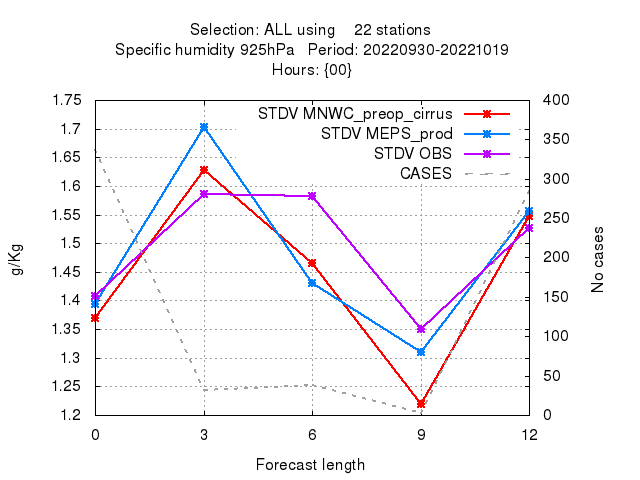 Selection: ALL using    22 stations
Specific humidity 925hPa   Period: 20220930-20221019
Hours: {00}
STDV MNWC_preop_cirrus
STDV MEPS_prod
STDV OBS
CASES
1.75
1.7
1.65
1.6
1.55
1.5
1.45
1.4
1.35
1.3
1.25
1.2
g/Kg
400
350
300
250
200
150
100
50
0
No cases
0 3 6 9 12
Forecast length